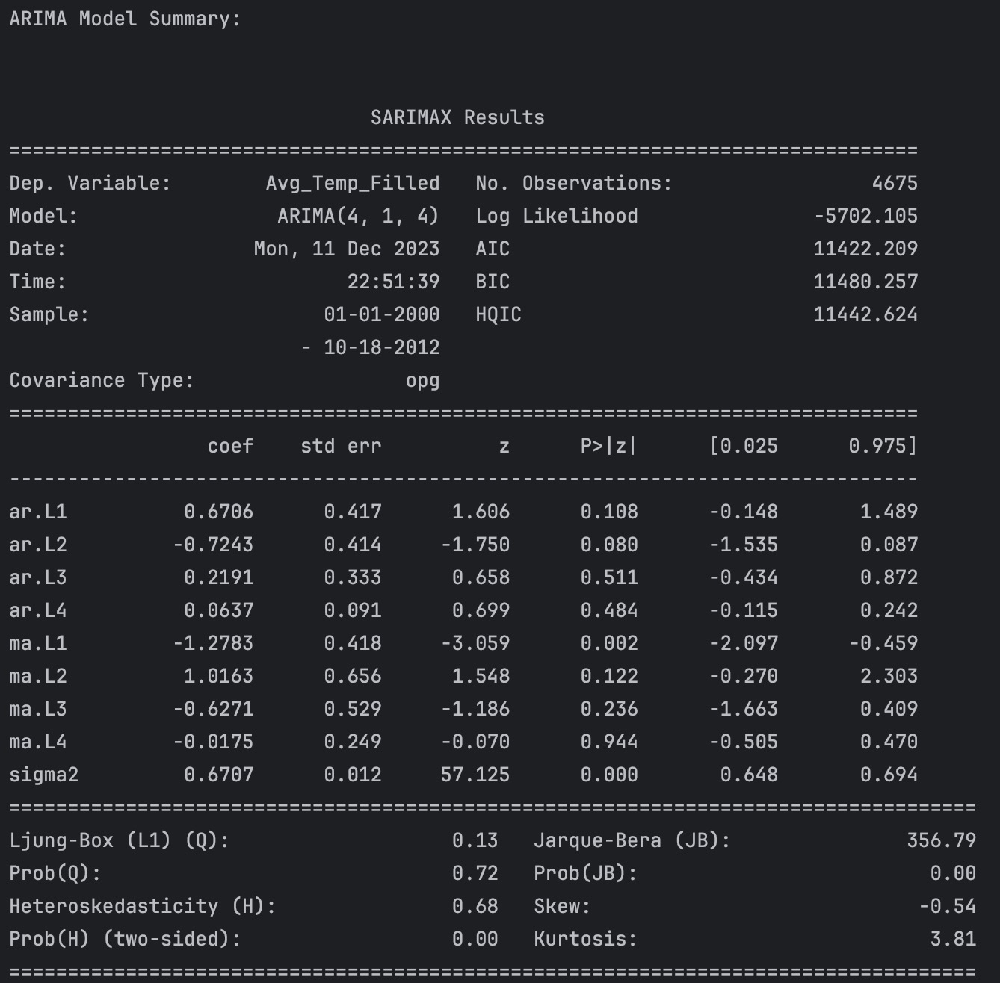 ARIMA Model Summary:
SARIMAX Results
==============================================================================
Dep. Variable:        Avg_Temp_Filled   No. Observations:                 4675
Model:                 ARIMA(4, 1, 4)   Log Likelihood               -5702.105
Date:                Mon, 11 Dec 2023   AIC                          11422.209
Time:                        22:51:39   BIC                          11480.257
Sample:                    01-01-2000   HQIC                         11442.624
                         - 10-18-2012
Covariance Type:                  opg
==============================================================================
                 coef    std err          z      P>|z|      [0.025      0.975]
------------------------------------------------------------------------------
ar.L1          0.6706      0.417      1.606      0.108      -0.148       1.489
ar.L2         -0.7243      0.414     -1.750      0.080      -1.535       0.087
ar.L3          0.2191      0.333      0.658      0.511      -0.434       0.872
ar.L4          0.0637      0.091      0.699      0.484      -0.115       0.242
ma.L1         -1.2783      0.418     -3.059      0.002      -2.097      -0.459
ma.L2          1.0163      0.656      1.548      0.122      -0.270       2.303
ma.L3         -0.6271      0.529     -1.186      0.236      -1.663       0.409
ma.L4         -0.0175      0.249     -0.070      0.944      -0.505       0.470
sigma2         0.6707      0.012     57.125      0.000       0.648       0.694
===================================================================================
Ljung-Box (L1) (Q):                   0.13   Jarque-Bera (JB):               356.79
Prob(Q):                              0.72   Prob(JB):                         0.00
Heteroskedasticity (H):               0.68   Skew:                            -0.54
Prob(H) (two-sided):                  0.00   Kurtosis:                         3.81
===================================================================================